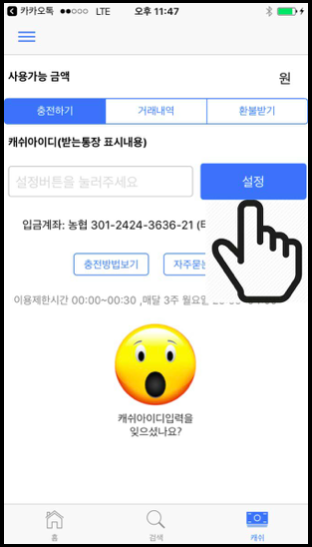 카카오톡 LTE 오후 11:47
사용가능 금액 원
충전하기 거래내역 환불받기
캐쉬아이디(받는통장 표시내용)
설정버튼을 눌러주세요 설정
입금계좌: 농협 301-2424-3636-21
충전방법보기 자주묻는
이용제한시간 00:00~00:30 ,매달 3주 월요일
캐쉬아이디입력을
잊으셨나요?
홈 검색 캐쉬